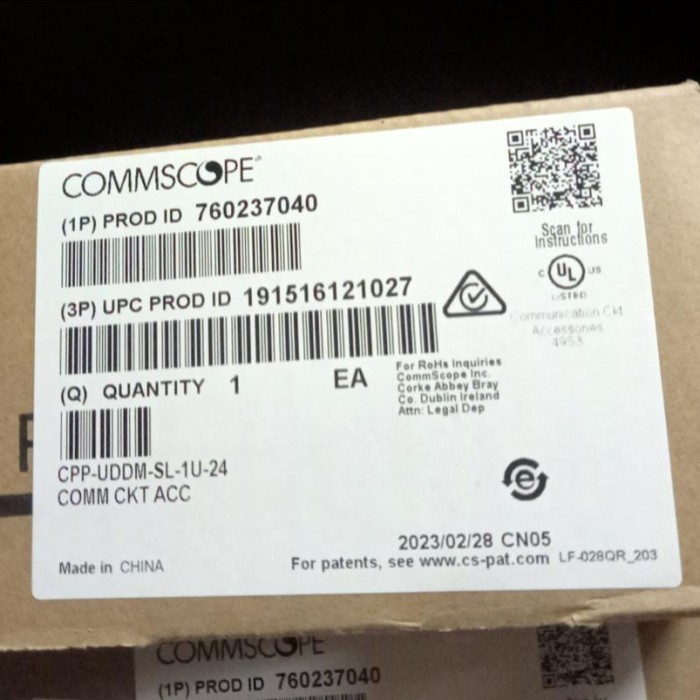 COMMSCOPE®
(1P) PROD ID 760237040
Scan for
Instructions
(3P) UPC PROD ID 191516121027
C UL US
LISTED
Communication Ckt
Accessories
4953
(Q) QUANTITY 1 EA
For RoHs Inquiries
CommScope Inc.
Corke Abbey Bray
Co. Dublin Ireland
Attn: Legal Dep
CPP-UDDM-SL-1U-24
COMM CKT ACC
e
2023/02/28 CN05
Made in CHINA
For patents, see www.cs-pat.com LF-028QR_203
COMMSCOPE
(1P) PROD ID 760237040